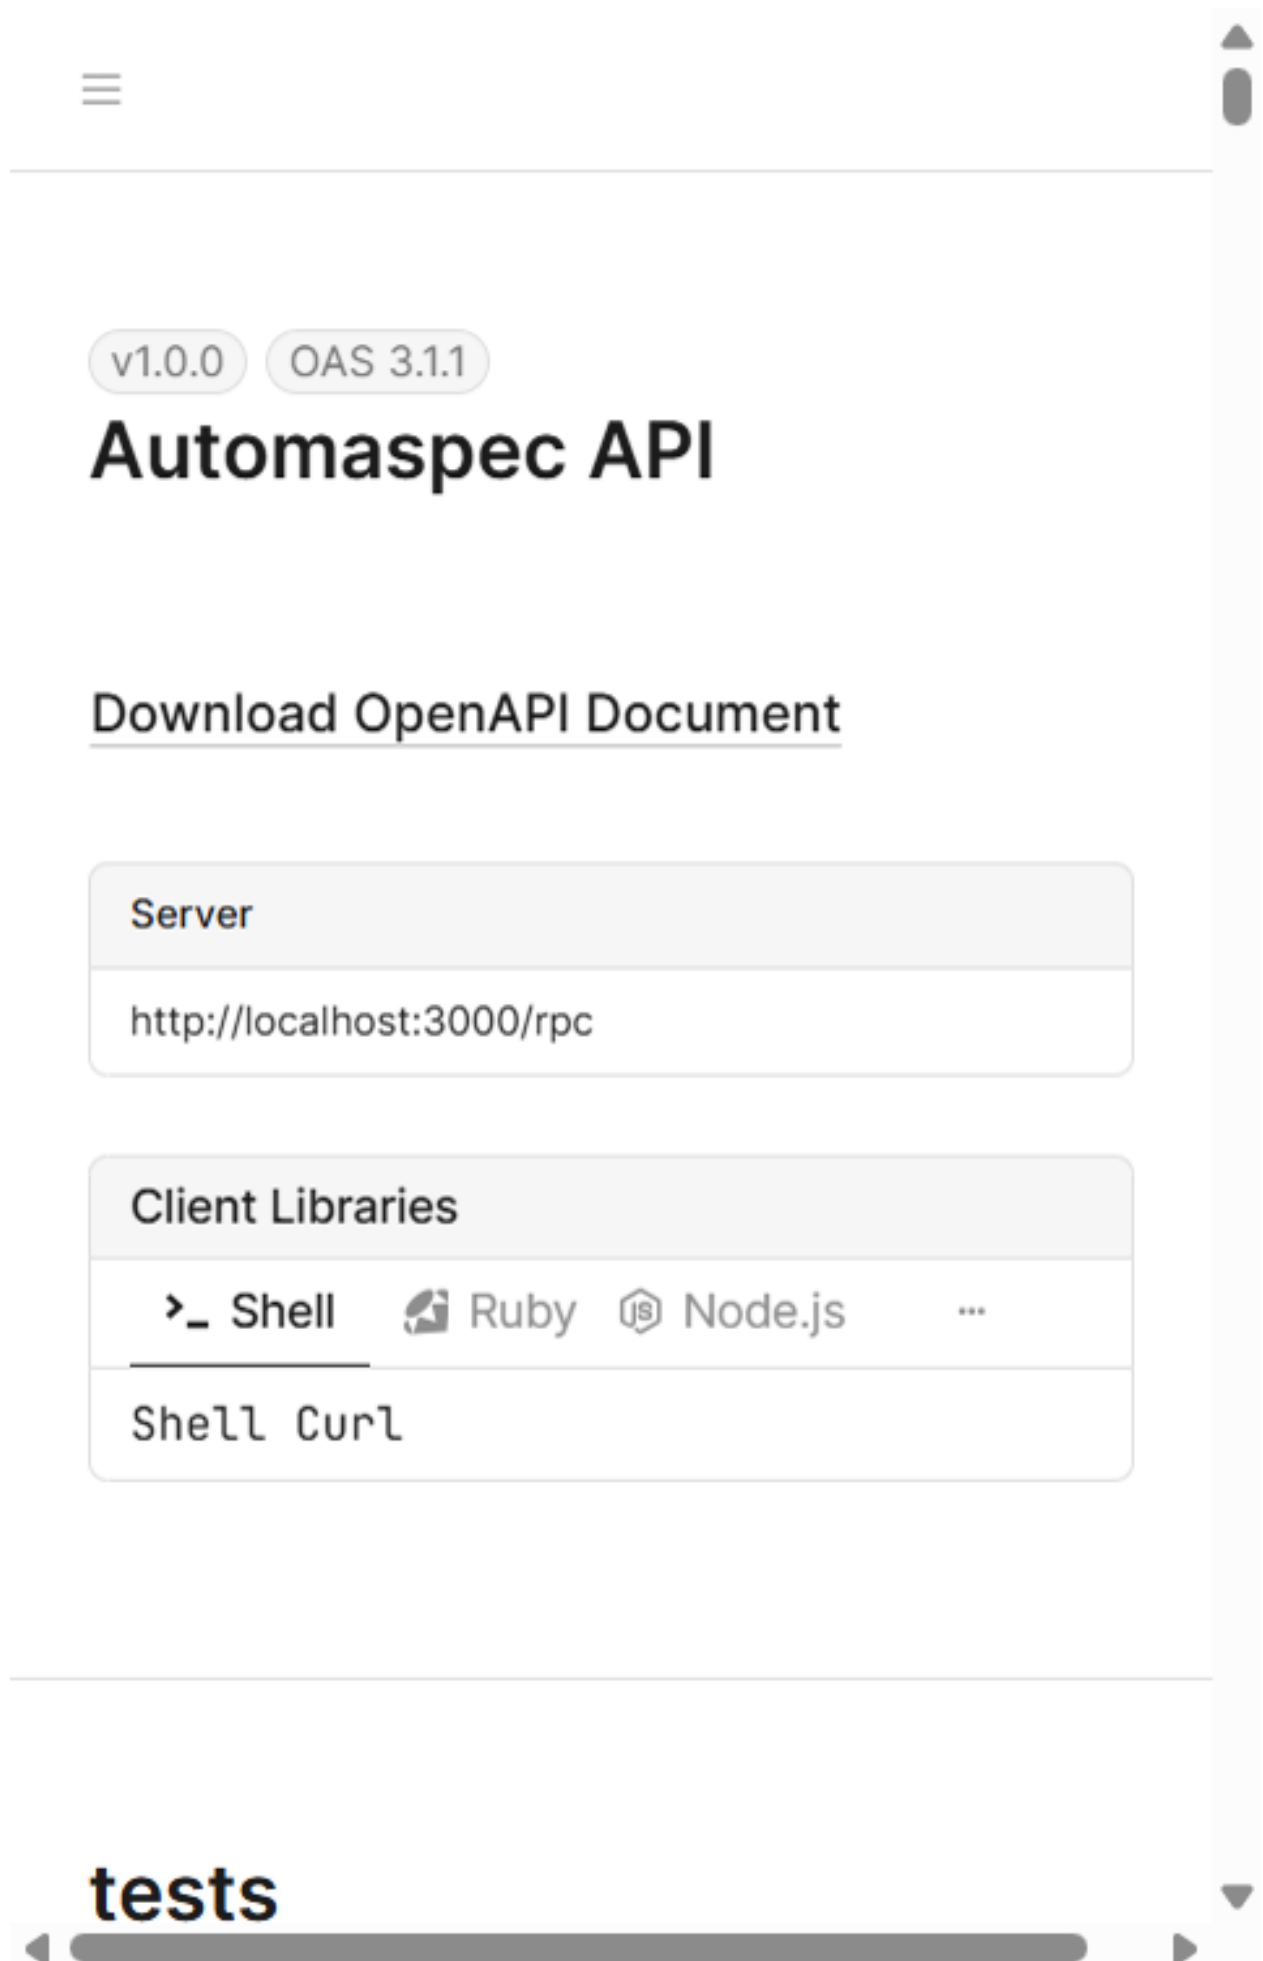 v1.0.0 OAS 3.1.1
Automaspec API
Download OpenAPI Document
Server
http://localhost:3000/rpc
Client Libraries
Shell Ruby Node.js ...
Shell Curl
tests